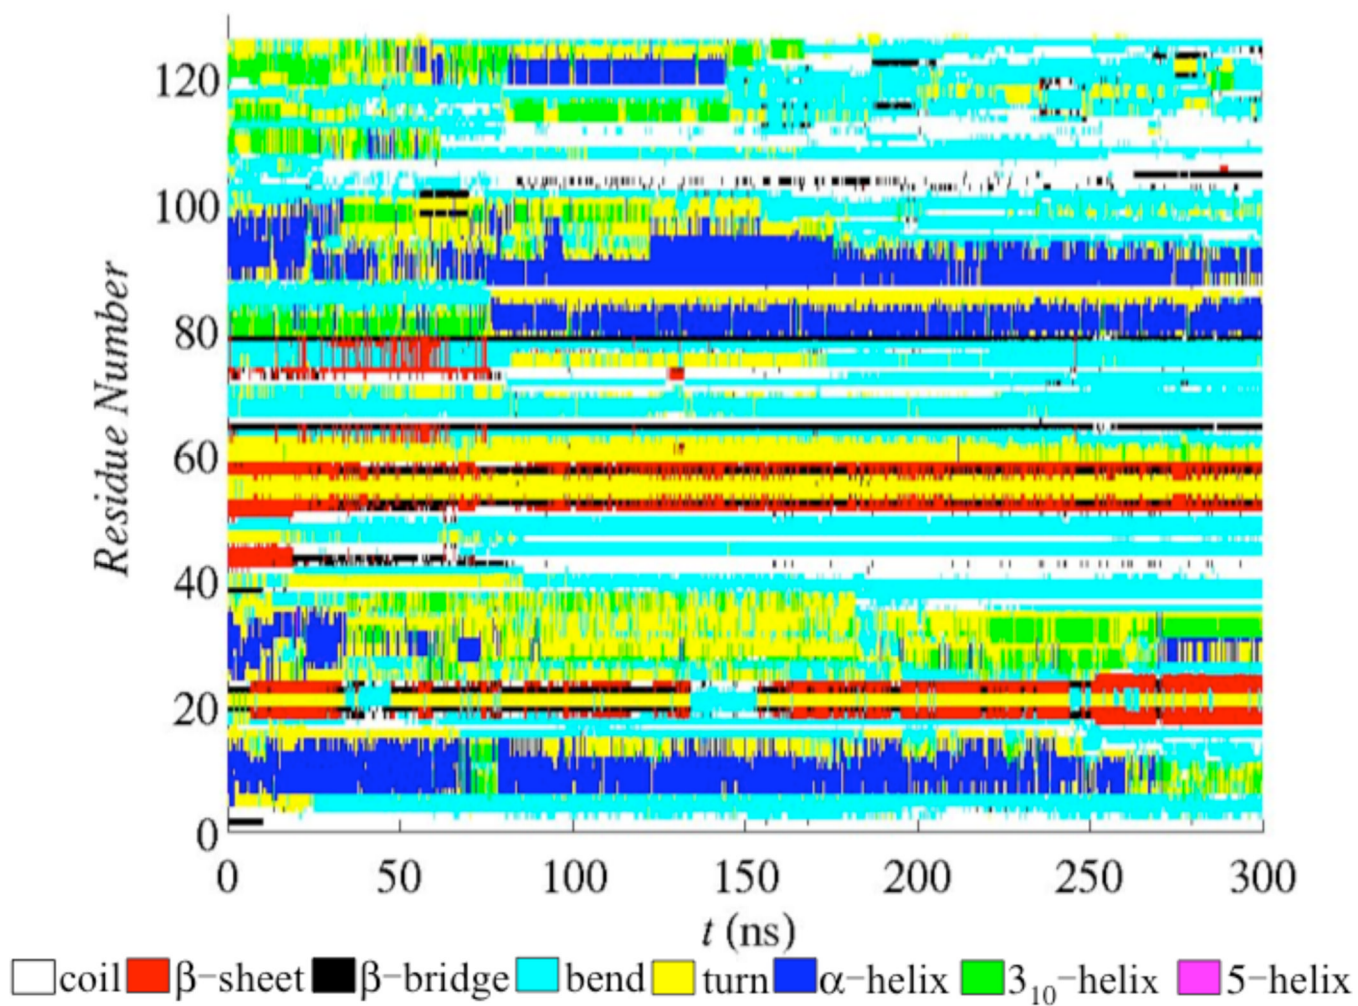 Residue Number
120
100
80
60
40
20
0
0 50 100 150 200 250 300
t (ns)
coil β−sheet β−bridge bend turn α−helix 3₁₀−helix 5−helix